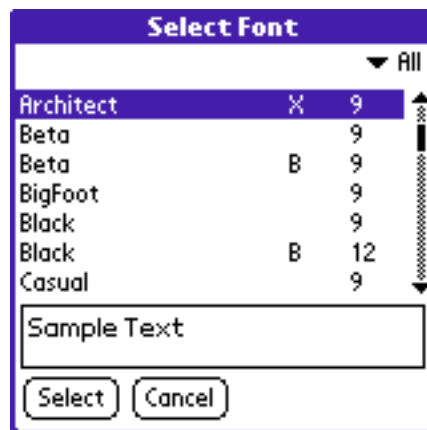 Select Font
All
Architect X 9
Beta 9
Beta B 9
BigFoot 9
Black 9
Black B 12
Casual 9
Sample Text
Select Cancel